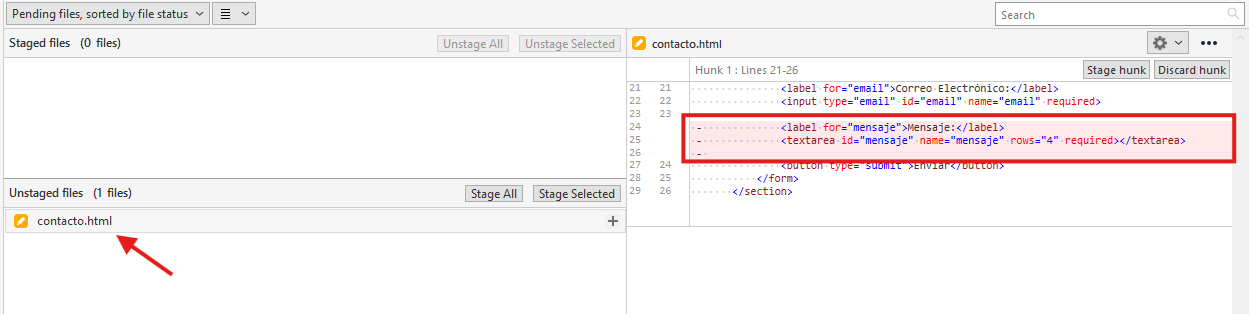 Pending files, sorted by file status
Search
Staged files (0 files)
Unstage All
Unstage Selected
Unstaged files (1 files)
Stage All
Stage Selected
contacto.html
contacto.html
Hunk 1 : Lines 21-26
Stage hunk
Discard hunk
21 21 <label for="email">Correo Electrónico:</label>
22 22 <input type="email" id="email" name="email" required>
23 23
24 - <label for="mensaje">Mensaje:</label>
25 - <textarea id="mensaje" name="mensaje" rows="4" required></textarea>
26 -
27 24 <button type="submit">Enviar</button>
28 25 </form>
29 26 </section>